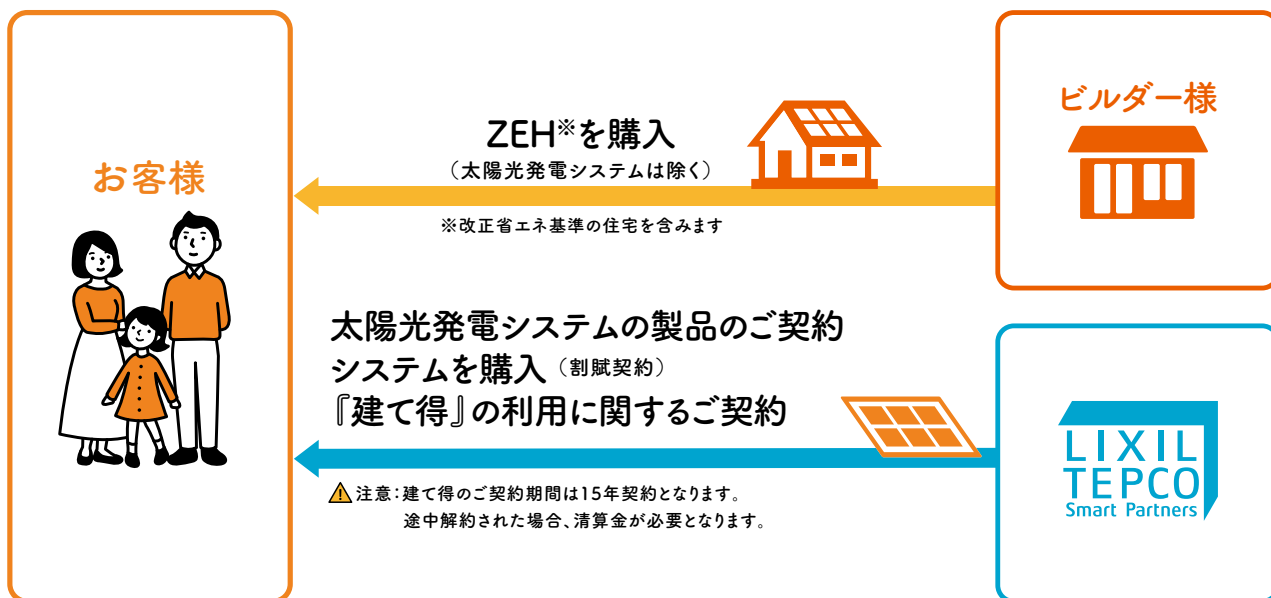 お客様
ZEH※を購入
（太陽光発電システムは除く）
※改正省エネ基準の住宅を含みます
ビルダー様
太陽光発電システムの製品のご契約
システムを購入（割賦契約）
『建て得』の利用に関するご契約
注意：建て得のご契約期間は15年契約となります。
途中解約された場合、清算金が必要となります。
LIXIL
TEPCO
Smart Partners